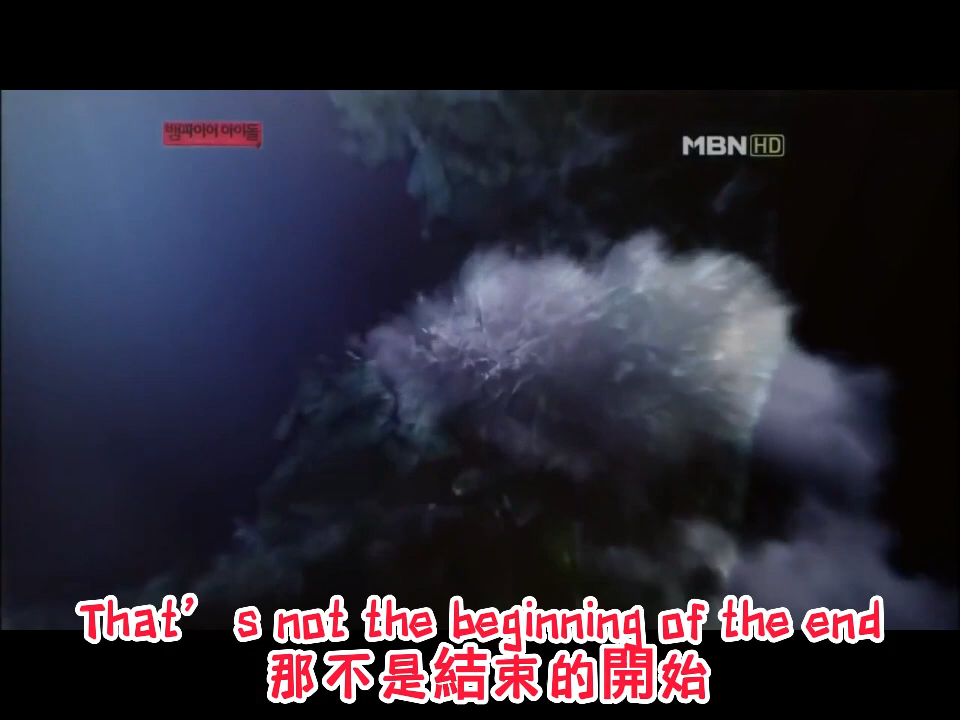 뱀파이어 아이돌
MBN HD
That's not the beginning of the end
那不是結束的開始